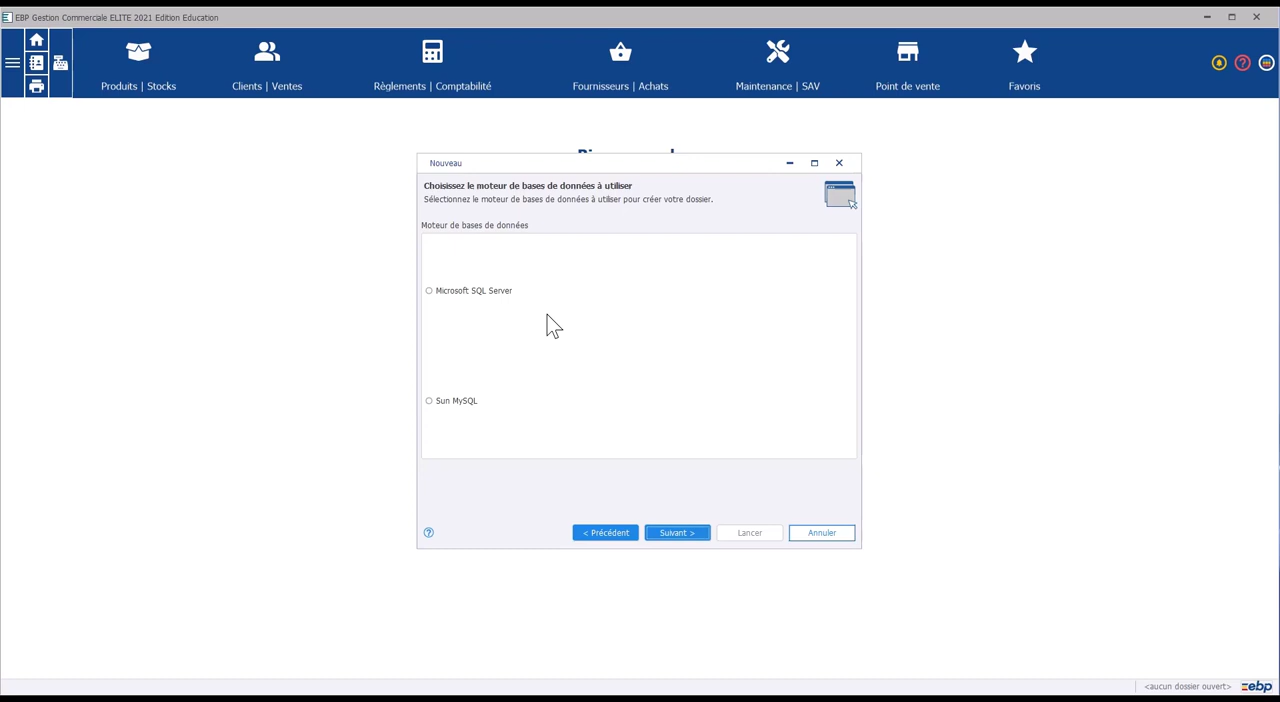 EBP Gestion Commerciale ELITE 2021 Edition Education
Produits | Stocks
Clients | Ventes
Règlements | Comptabilité
Fournisseurs | Achats
Maintenance | SAV
Point de vente
Favoris
Nouveau
Choisissez le moteur de bases de données à utiliser
Sélectionnez le moteur de bases de données à utiliser pour créer votre dossier.
Moteur de bases de données
Microsoft SQL Server
Sun MySQL
< Précédent
Suivant >
Lancer
Annuler
<aucun dossier ouvert>
ebp